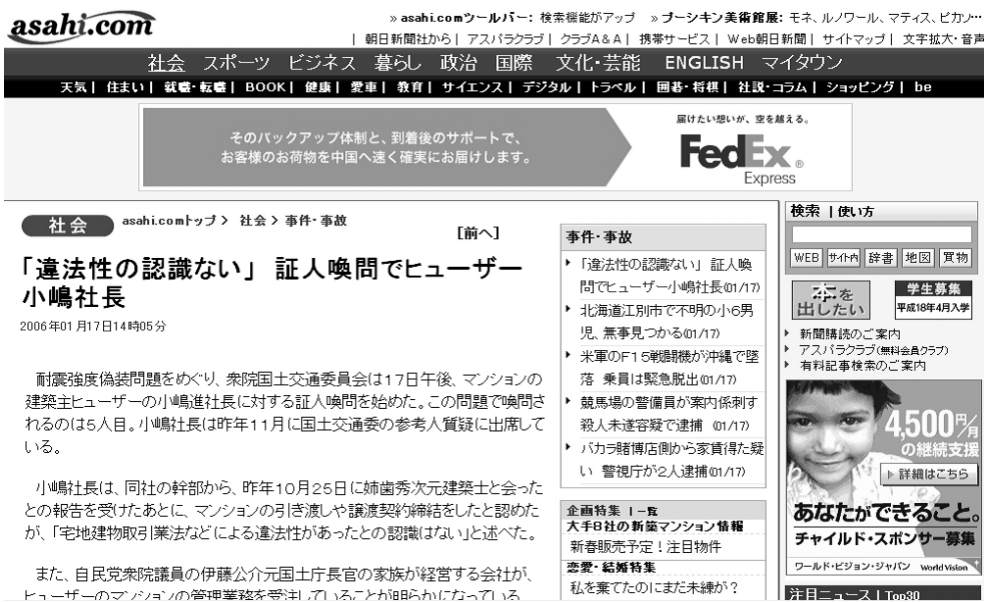 asahi.com
» asahi.comツールバー: 検索機能がアップ » プーシキン美術館展: モネ、ルノワール、マティス、ピカソ…
| 朝日新聞社から | アスパラクラブ | クラブA&A | 携帯サービス | Web朝日新聞 | サイトマップ | 文字拡大・音声
社会 スポーツ ビジネス 暮らし 政治 国際 文化・芸能 ENGLISH マイタウン
天気 | 住まい | 就職・転職 | BOOK | 健康 | 愛車 | 教育 | サイエンス | デジタル | トラベル | 囲碁・将棋 | 社説・コラム | ショッピング | be
そのバックアップ体制と、到着後のサポートで、
お客様のお荷物を中国へ速く確実にお届けします。
届けたい想いが、空を越える。
FedEx®
Express
社会
asahi.comトップ > 社会 > 事件・事故
[前へ]
「違法性の認識ない」 証人喚問でヒューザー
小嶋社長
2006年01月17日14時05分
耐震強度偽装問題をめぐり、衆院国土交通委員会は17日午後、マンションの
建築主ヒューザーの小嶋進社長に対する証人喚問を始めた。この問題で喚問さ
れるのは5人目。小嶋社長は昨年11月に国土交通委の参考人質疑に出席して
いる。
小嶋社長は、同社の幹部から、昨年10月25日に姉歯秀次元建築士と会った
との報告を受けたあとに、マンションの引き渡しや譲渡契約締結をしたと認めた
が、「宅地建物取引業法などによる違法性があったとの認識はない」と述べた。
また、自民党衆院議員の伊藤公介元国土庁長官の家族が経営する会社が、
ヒューザーのマンションの管理業務を受注していることが明らかになっている
事件・事故
「違法性の認識ない」 証人喚
問でヒューザー小嶋社長(01/17)
北海道江別市で不明の小6男
児、無事見つかる(01/17)
米軍のF15戦闘機が沖縄で墜
落 乗員は緊急脱出(01/17)
競馬場の警備員が案内係刺す
殺人未遂容疑で逮捕 (01/17)
バカラ賭博店側から家賃得た疑
い 警視庁が2人逮捕(01/17)
企画特集 | 一覧
大手8社の新築マンション情報
新春販売予定!注目物件
恋愛・結婚特集
私を棄てたのにまだ未練が?
検索 | 使い方
WEB サイト内 辞書 地図 買物
本を
出したい
学生募集
平成18年4月入学
新聞購読のご案内
アスパラクラブ(無料会員クラブ)
有料記事検索のご案内
4,500円/月
の継続支援
詳細はこちら
あなたができること。
チャイルド・スポンサー募集
ワールド・ビジョン・ジャパン World Vision
注目ニュース | Top30